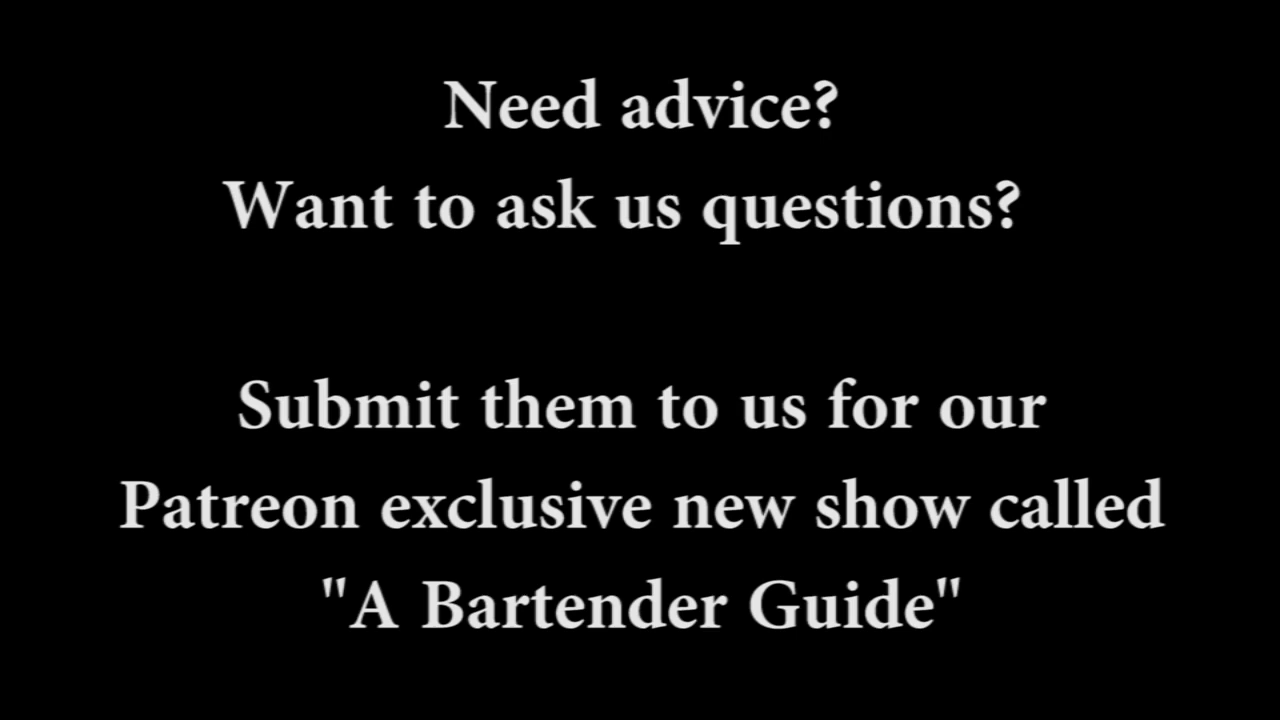 Need advice?
Want to ask us questions?
Submit them to us for our
Patreon exclusive new show called
"A Bartender Guide"